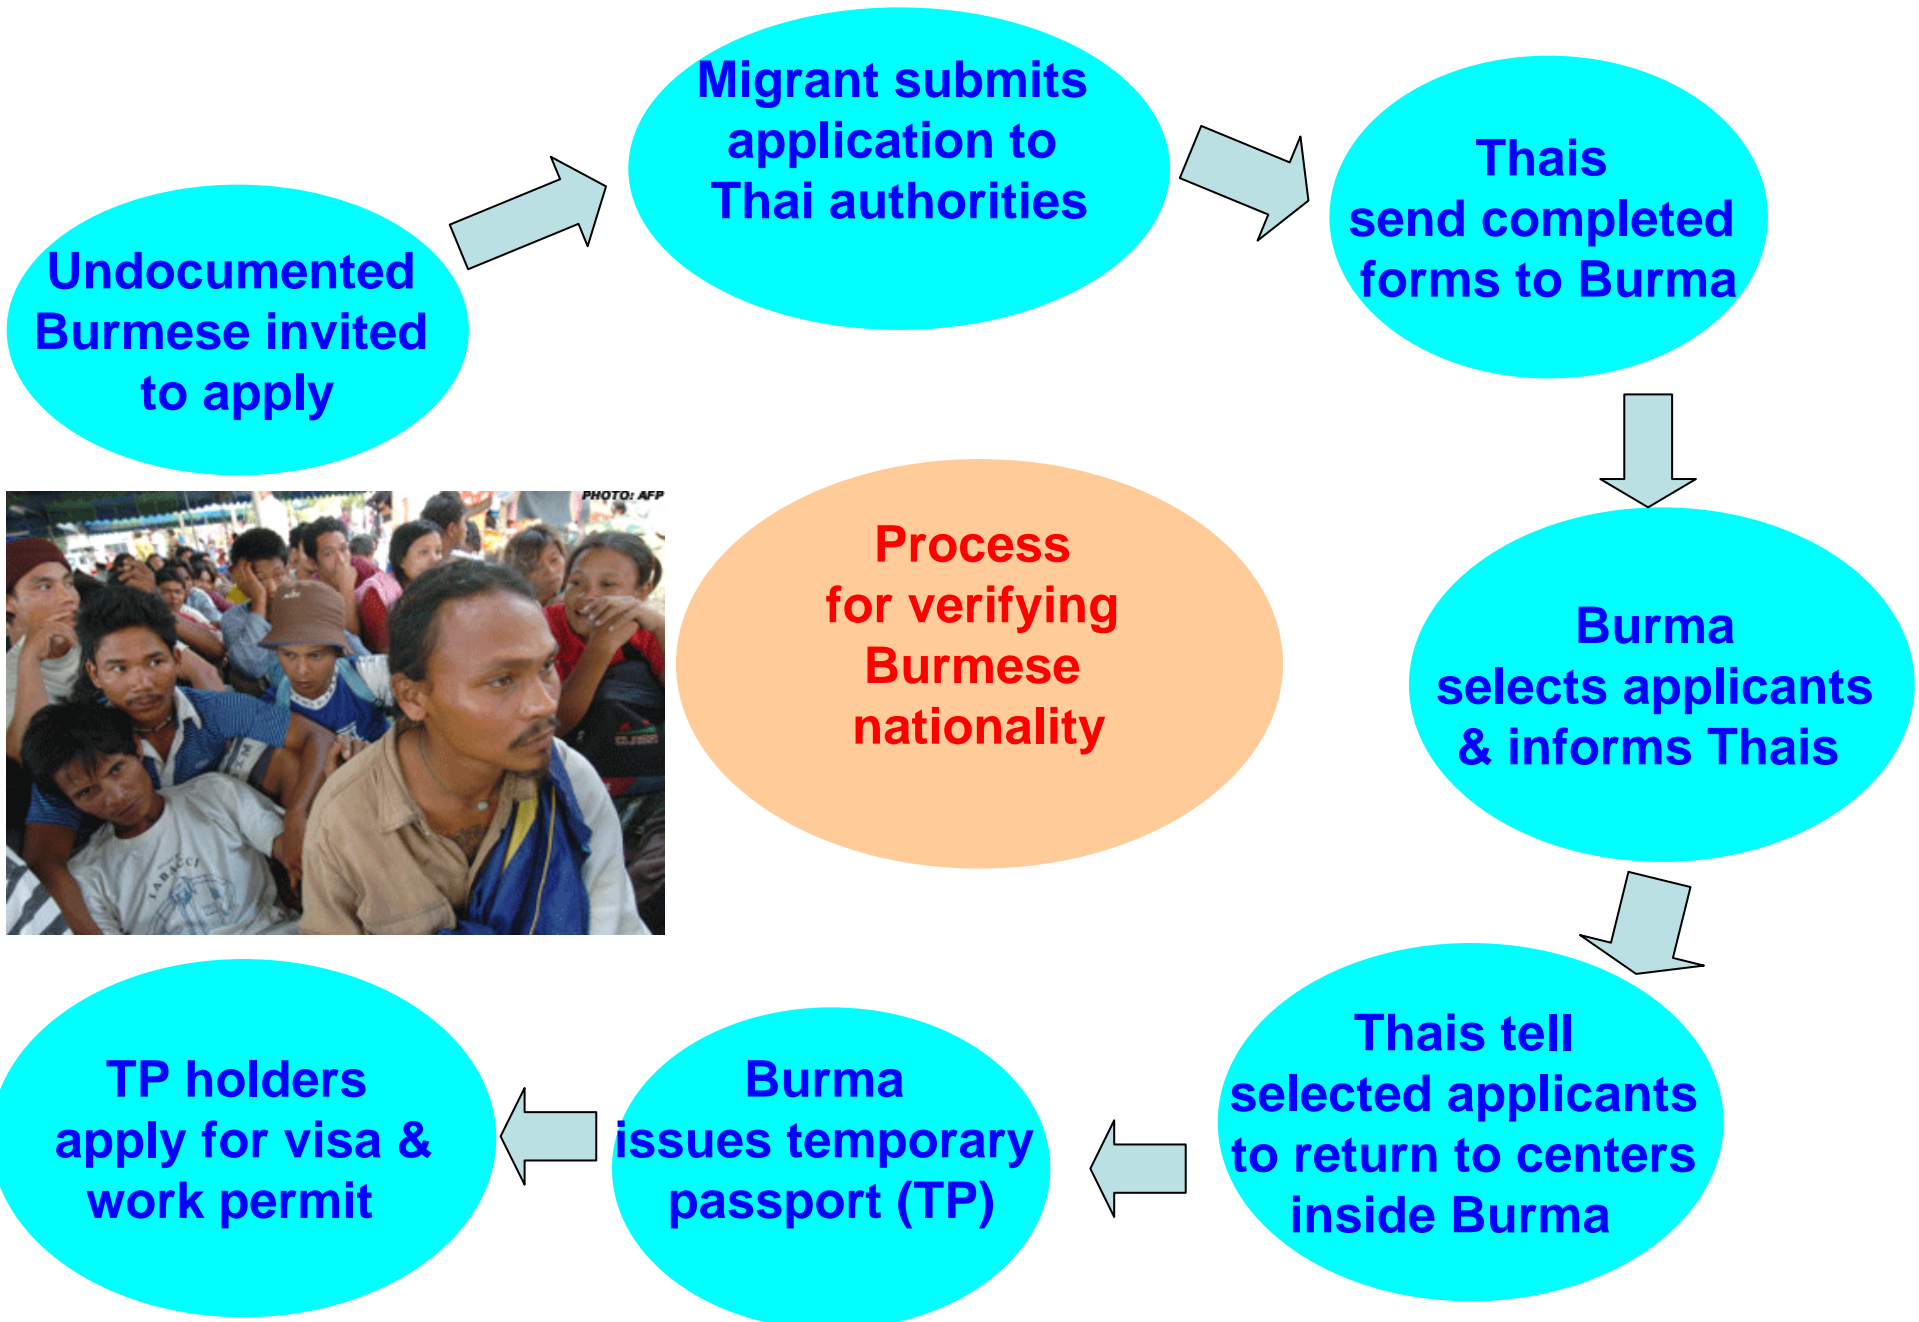 Undocumented
Burmese invited
to apply
Migrant submits
application to
Thai authorities
Thais
send completed
forms to Burma
Burma
selects applicants
& informs Thais
Thais tell
selected applicants
to return to centers
inside Burma
Burma
issues temporary
passport (TP)
TP holders
apply for visa &
work permit
Process
for verifying
Burmese
nationality
PHOTO: AFP